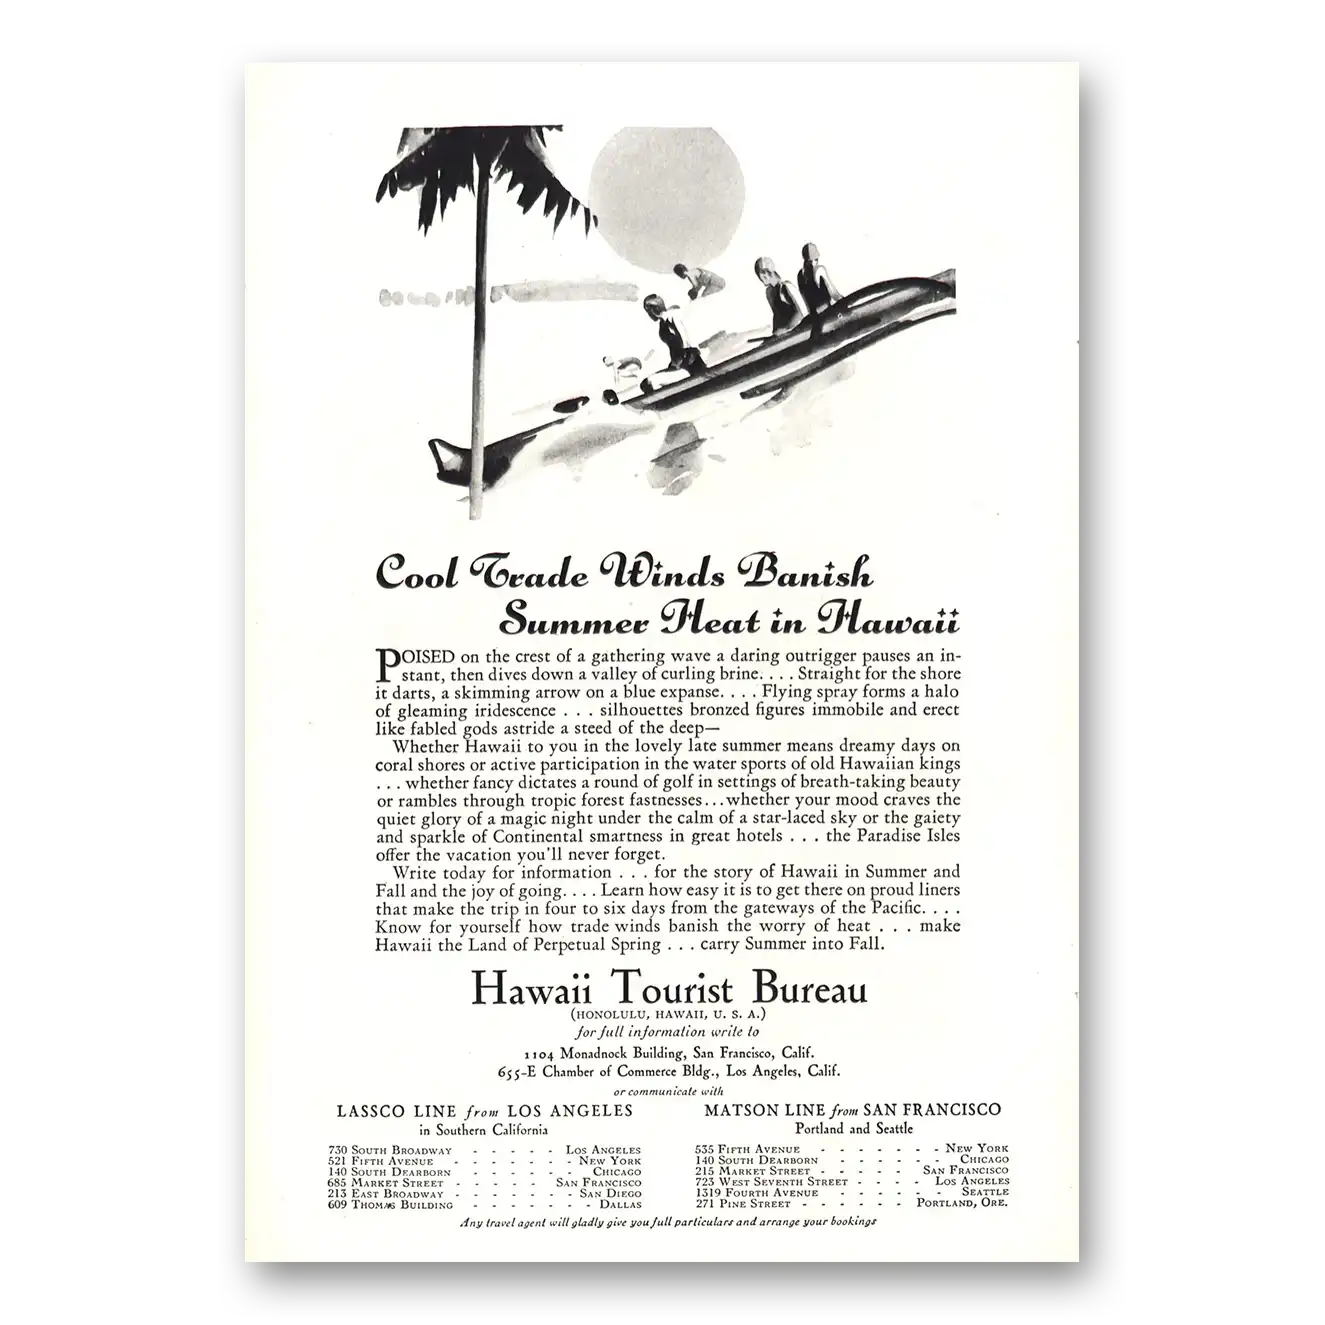 Cool Trade Winds Banish
Summer Heat in Hawaii
POISED on the crest of a gathering wave a daring outrigger pauses an in-
stant, then dives down a valley of curling brine. . . . Straight for the shore
it darts, a skimming arrow on a blue expanse. . . . Flying spray forms a halo
of gleaming iridescence . . . silhouettes bronzed figures immobile and erect
like fabled gods astride a steed of the deep—
Whether Hawaii to you in the lovely late summer means dreamy days on
coral shores or active participation in the water sports of old Hawaiian kings
. . . whether fancy dictates a round of golf in settings of breath-taking beauty
or rambles through tropic forest fastnesses...whether your mood craves the
quiet glory of a magic night under the calm of a star-laced sky or the gaiety
and sparkle of Continental smartness in great hotels . . . the Paradise Isles
offer the vacation you'll never forget.
Write today for information . . . for the story of Hawaii in Summer and
Fall and the joy of going. . . . Learn how easy it is to get there on proud liners
that make the trip in four to six days from the gateways of the Pacific. . . .
Know for yourself how trade winds banish the worry of heat . . . make
Hawaii the Land of Perpetual Spring . . . carry Summer into Fall.
Hawaii Tourist Bureau
(HONOLULU, HAWAII, U. S. A.)
for full information write to
1104 Monadnock Building, San Francisco, Calif.
655-E Chamber of Commerce Bldg., Los Angeles, Calif.
or communicate with
LASSCO LINE from LOS ANGELES
in Southern California
730 SOUTH BROADWAY - - - - - LOS ANGELES
521 FIFTH AVENUE - - - - - - - NEW YORK
140 SOUTH DEARBORN - - - - - - CHICAGO
685 MARKET STREET - - - - - SAN FRANCISCO
213 EAST BROADWAY - - - - - - - SAN DIEGO
609 THOMAS BUILDING - - - - - - - DALLAS
MATSON LINE from SAN FRANCISCO
Portland and Seattle
535 FIFTH AVENUE - - - - - - - NEW YORK
140 SOUTH DEARBORN - - - - - - CHICAGO
215 MARKET STREET - - - - - SAN FRANCISCO
723 WEST SEVENTH STREET - - - - LOS ANGELES
1319 FOURTH AVENUE - - - - - SEATTLE
271 PINE STREET - - - - - - PORTLAND, ORE.
Any travel agent will gladly give you full particulars and arrange your bookings